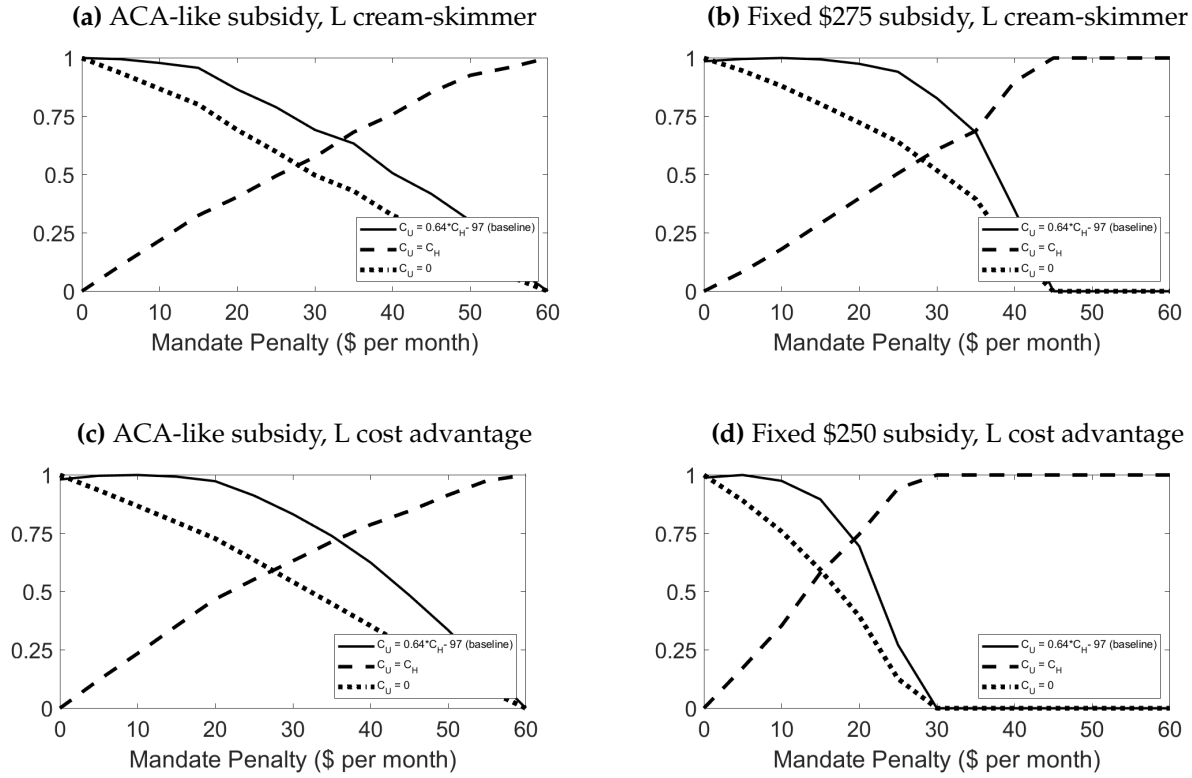 (a) ACA-like subsidy, L cream-skimmer
1
0.75
0.5
0.25
0
C_U = 0.64*C_H- 97 (baseline)
C_U = C_H
C_U = 0
0 10 20 30 40 50 60
Mandate Penalty ($ per month)
(b) Fixed $275 subsidy, L cream-skimmer
1
0.75
0.5
0.25
0
C_U = 0.64*C_H- 97 (baseline)
C_U = C_H
C_U = 0
0 10 20 30 40 50 60
Mandate Penalty ($ per month)
(c) ACA-like subsidy, L cost advantage
1
0.75
0.5
0.25
0
C_U = 0.64*C_H- 97 (baseline)
C_U = C_H
C_U = 0
0 10 20 30 40 50 60
Mandate Penalty ($ per month)
(d) Fixed $250 subsidy, L cost advantage
1
0.75
0.5
0.25
0
C_U = 0.64*C_H- 97 (baseline)
C_U = C_H
C_U = 0
0 10 20 30 40 50 60
Mandate Penalty ($ per month)